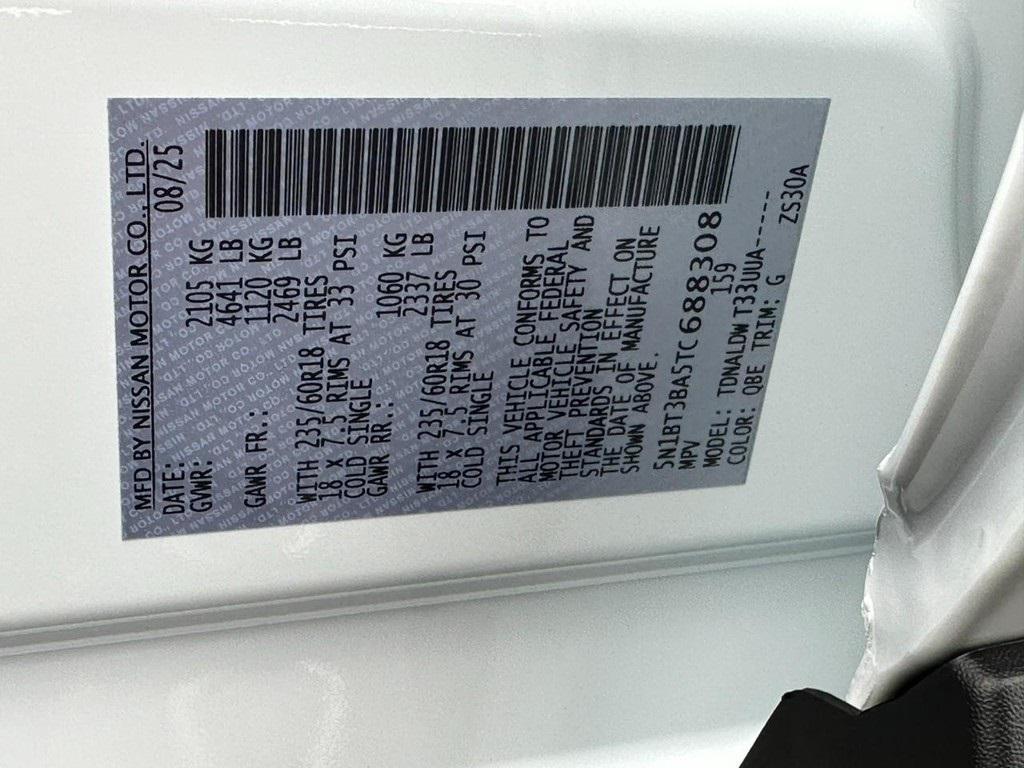 MFD BY NISSAN MOTOR CO., LTD.
DATE: 08/25
GVWR: 2105 KG
4641 LB
GAWR FR.: 1120 KG
2469 LB
WITH 235/60R18 TIRES
18 X 7.5 RIMS AT 33 PSI
COLD SINGLE
GAWR RR.: 1060 KG
2337 LB
WITH 235/60R18 TIRES
18 X 7.5 RIMS AT 30 PSI
COLD SINGLE
THIS VEHICLE CONFORMS TO
ALL APPLICABLE FEDERAL
MOTOR VEHICLE SAFETY AND
THEFT PREVENTION
STANDARDS IN EFFECT ON
THE DATE OF MANUFACTURE
SHOWN ABOVE.
5N1BT3BA5TC688308
MPV 159
MODEL: TDNALDW T33UUA-----
COLOR: QBE TRIM: G ZS30A